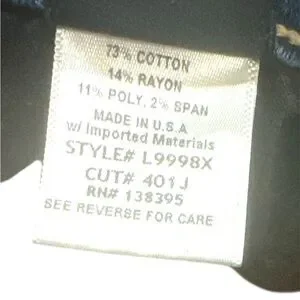 73% COTTON
14% RAYON
11% POLY, 2% SPAN
MADE IN U.S.A
w/ Imported Materials
STYLE# L9998X
CUT# 401J
RN# 138395
SEE REVERSE FOR CARE